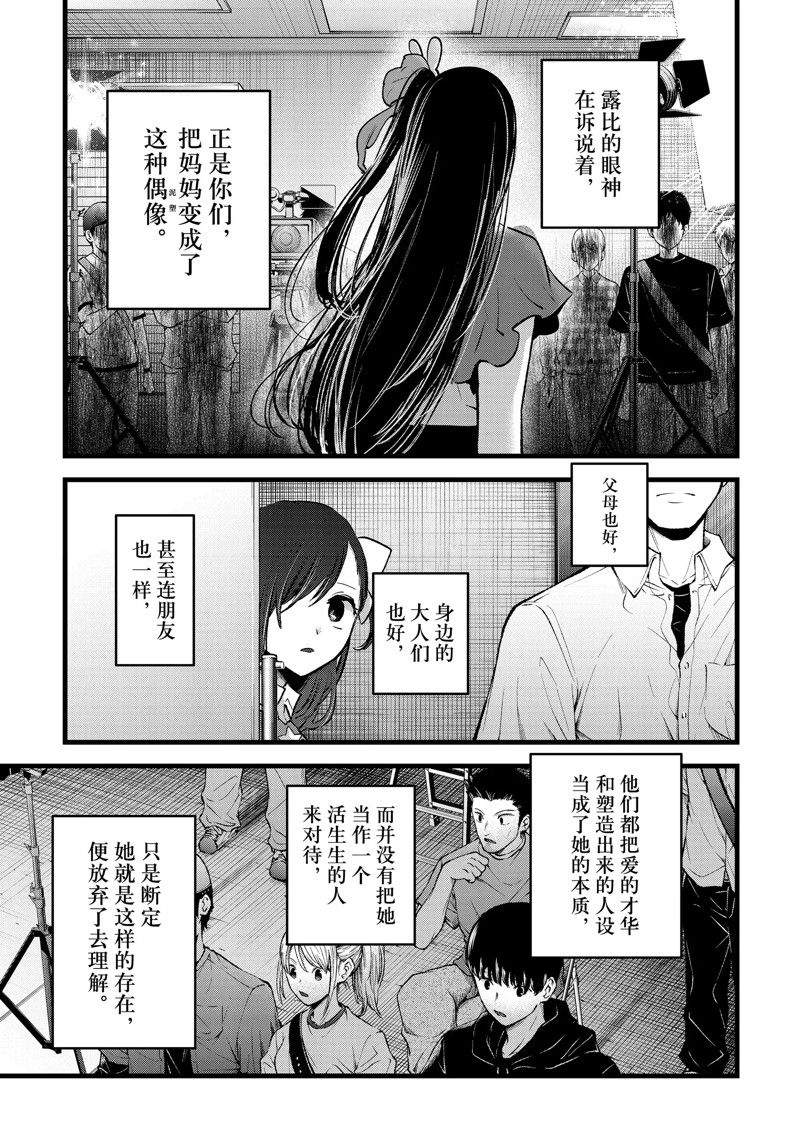 露比的眼神
在诉说着，
正是你们，
把妈妈变成了
泥塑
这种偶像。
父母也好，
身边的
大人们
也好，
甚至连朋友
也一样，
他们都把爱的才华
和塑造出来的人设
当成了她的本质，
而并没有把她
当作一个
活生生的人
来对待，
只是断定
她就是这样的存在，
便放弃了去理解。